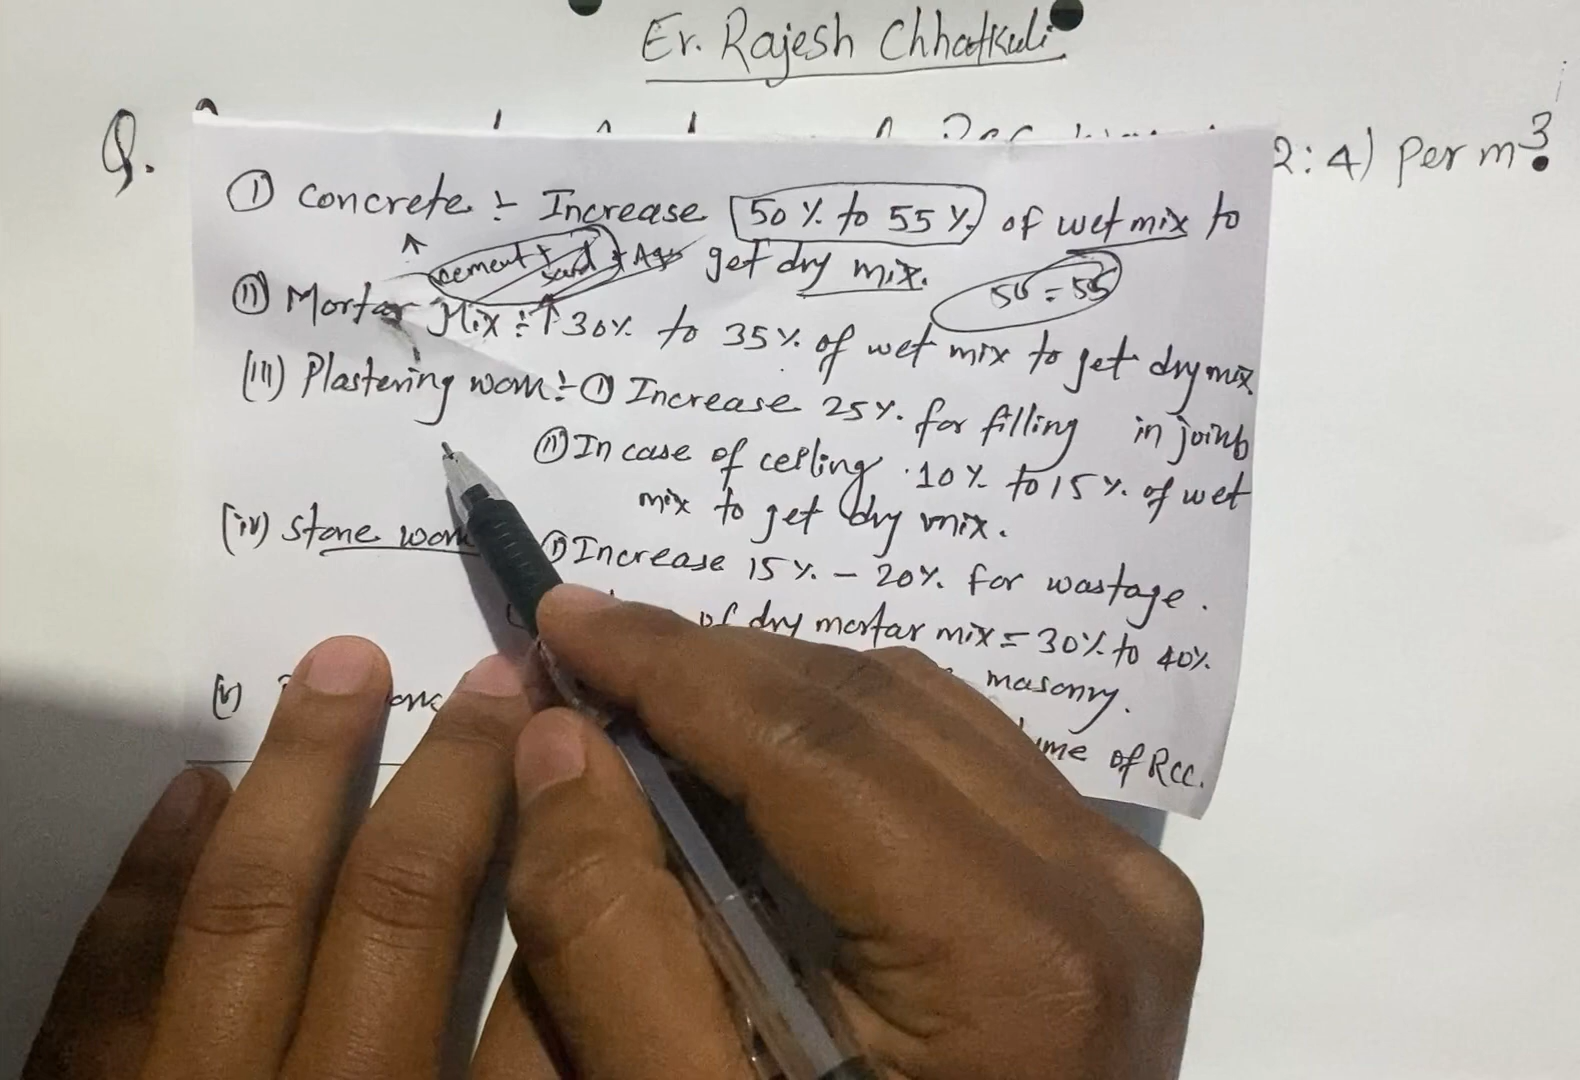 Er. Rajesh Chhatkuli
Q.
2:4) Per m³.
(I) Concrete :- Increase 50% to 55% of wet mix to
get dry mix.
cement + sand + Ag
50 = 55
(II) Mortar Mix :- ↑ 30% to 35% of wet mix to get dry mix
(III) Plastering work :- (I) Increase 25% for filling in joints
(II) In case of ceiling 10% to 15% of wet
mix to get dry mix.
(iv) Stone work
(I) Increase 15% - 20% for wastage.
of dry mortar mix = 30% to 40%
masonry.
(v)
of RCC.